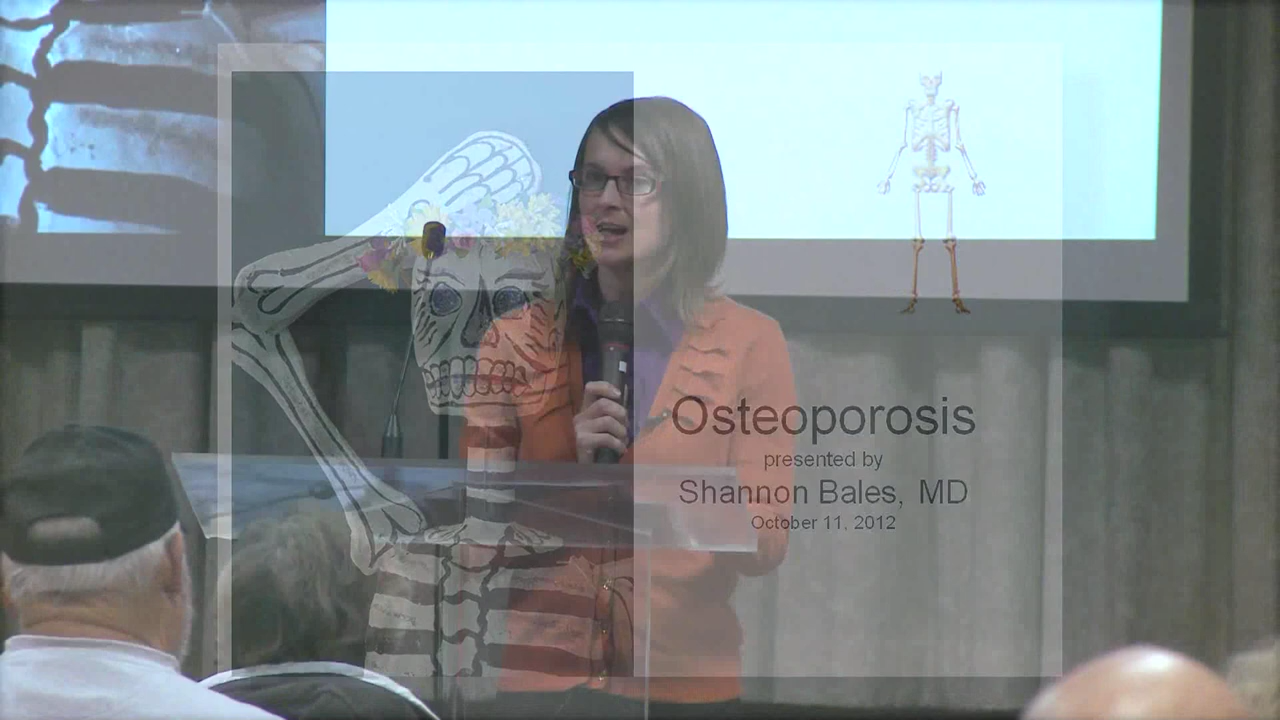 Osteoporosis
presented by
Shannon Bales, MD
October 11, 2012